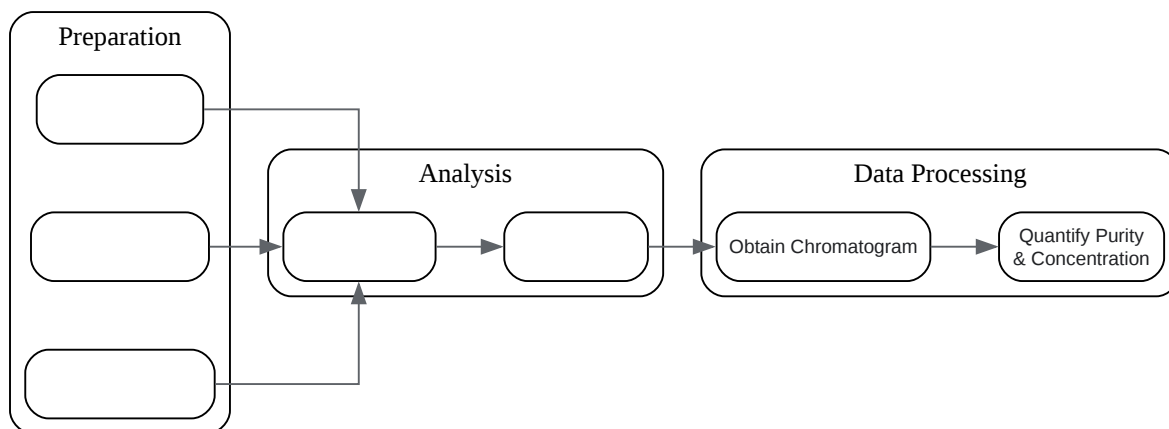 Preparation
Analysis
Data Processing
Obtain Chromatogram
Quantify Purity
& Concentration